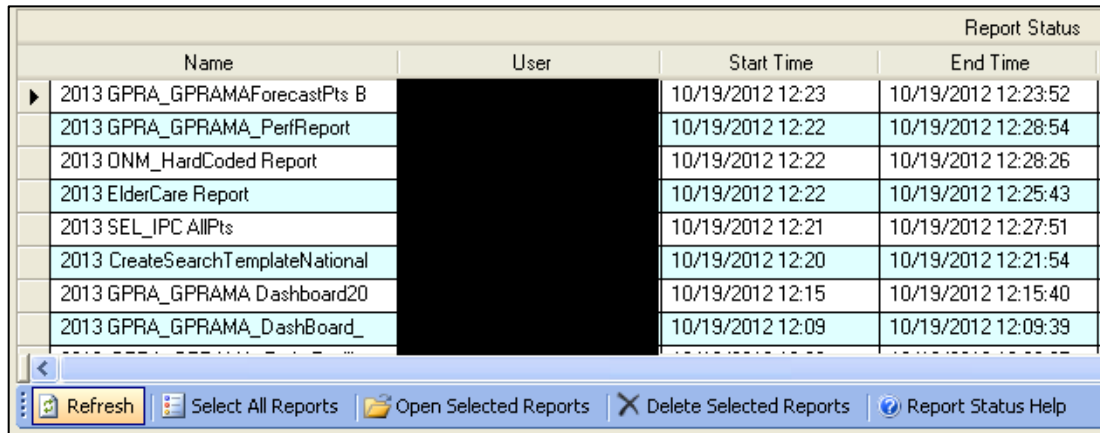 Report Status
Name User Start Time End Time
2013 GPRA_GPRAMAForecastPts B 10/19/2012 12:23 10/19/2012 12:23:52
2013 GPRA_GPRAMA_PerfReport 10/19/2012 12:22 10/19/2012 12:28:54
2013 ONM_HardCoded Report 10/19/2012 12:22 10/19/2012 12:28:26
2013 ElderCare Report 10/19/2012 12:22 10/19/2012 12:25:43
2013 SEL_IPC AllPts 10/19/2012 12:21 10/19/2012 12:27:51
2013 CreateSearchTemplateNational 10/19/2012 12:20 10/19/2012 12:21:54
2013 GPRA_GPRAMA Dashboard20 10/19/2012 12:15 10/19/2012 12:15:40
2013 GPRA_GPRAMA_DashBoard_ 10/19/2012 12:09 10/19/2012 12:09:39
Refresh Select All Reports Open Selected Reports Delete Selected Reports Report Status Help